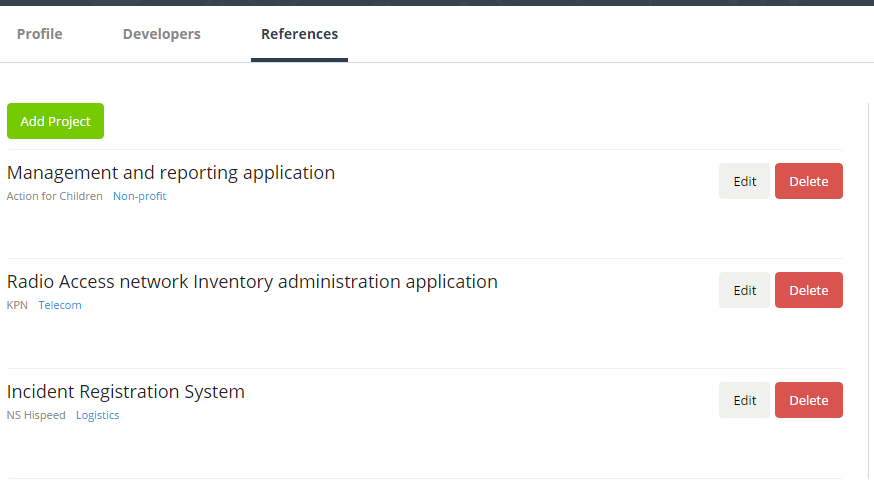 Profile Developers References
Add Project
Management and reporting application
Edit Delete
Action for Children Non-profit
Radio Access network Inventory administration application
Edit Delete
KPN Telecom
Incident Registration System
Edit Delete
NS Hispeed Logistics